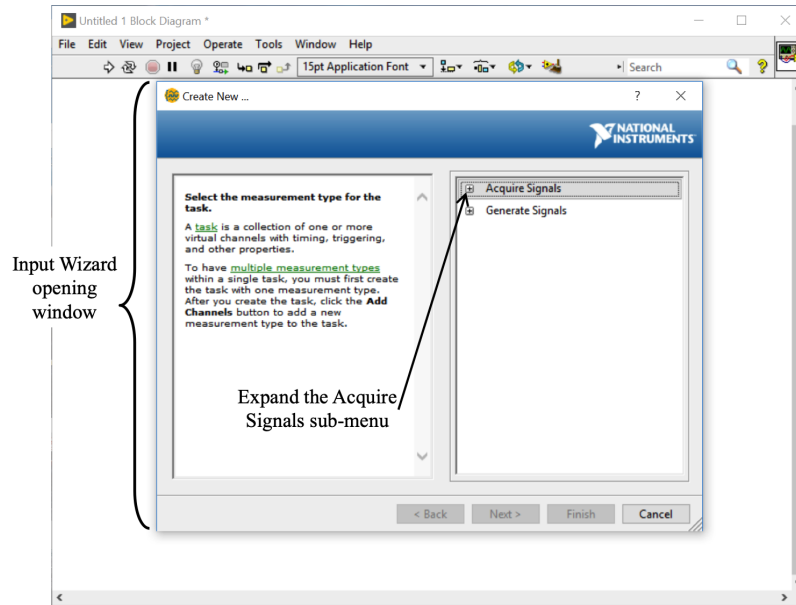 Untitled 1 Block Diagram *
File Edit View Project Operate Tools Window Help
15pt Application Font
Search
Create New ...
NATIONAL
INSTRUMENTS
Select the measurement type for the
task.
A task is a collection of one or more
virtual channels with timing, triggering,
and other properties.
To have multiple measurement types
within a single task, you must first create
the task with one measurement type.
After you create the task, click the Add
Channels button to add a new
measurement type to the task.
Acquire Signals
Generate Signals
Input Wizard
opening
window
Expand the Acquire
Signals sub-menu
< Back Next > Finish Cancel